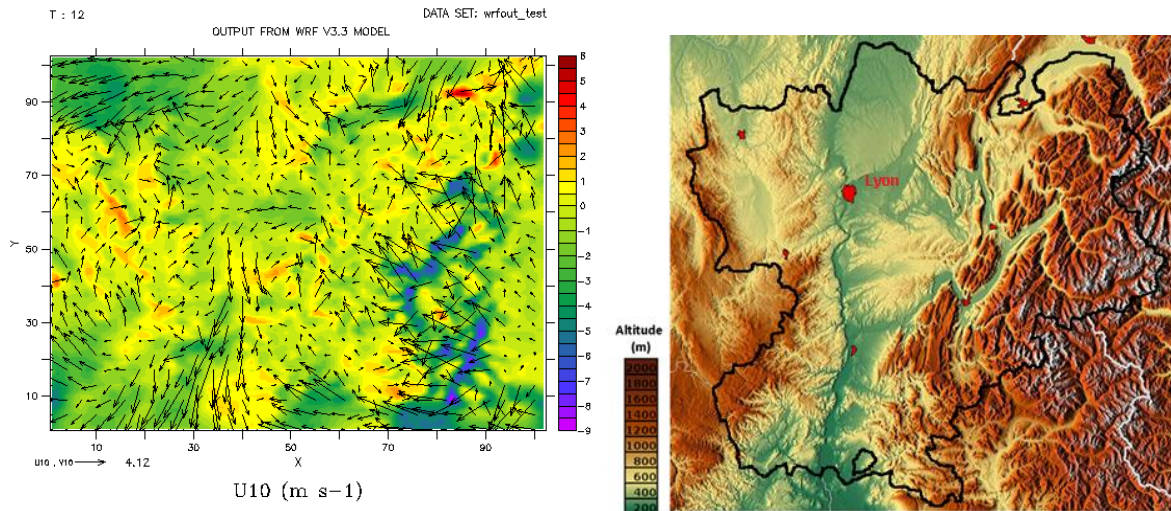 T : 12
DATA SET: wrfout_test
OUTPUT FROM WRF V3.3 MODEL
90
70
50
30
10
Y
10 30 50 70 90
X
U10 , V10 4.12
U10 (m s-1)
6
5
4
3
2
1
0
-1
-2
-3
-4
-5
-6
-7
-8
-9
Lyon
Altitude
(m)
2000
1800
1600
1400
1200
1000
800
600
400
200